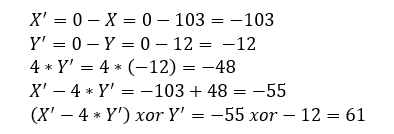 X′ = 0 − X = 0 − 103 = −103
Y′ = 0 − Y = 0 − 12 = −12
4 ∗ Y′ = 4 ∗ (−12) = −48
X′ − 4 ∗ Y′ = −103 + 48 = −55
(X′ − 4 ∗ Y′) xor Y′ = −55 xor − 12 = 61